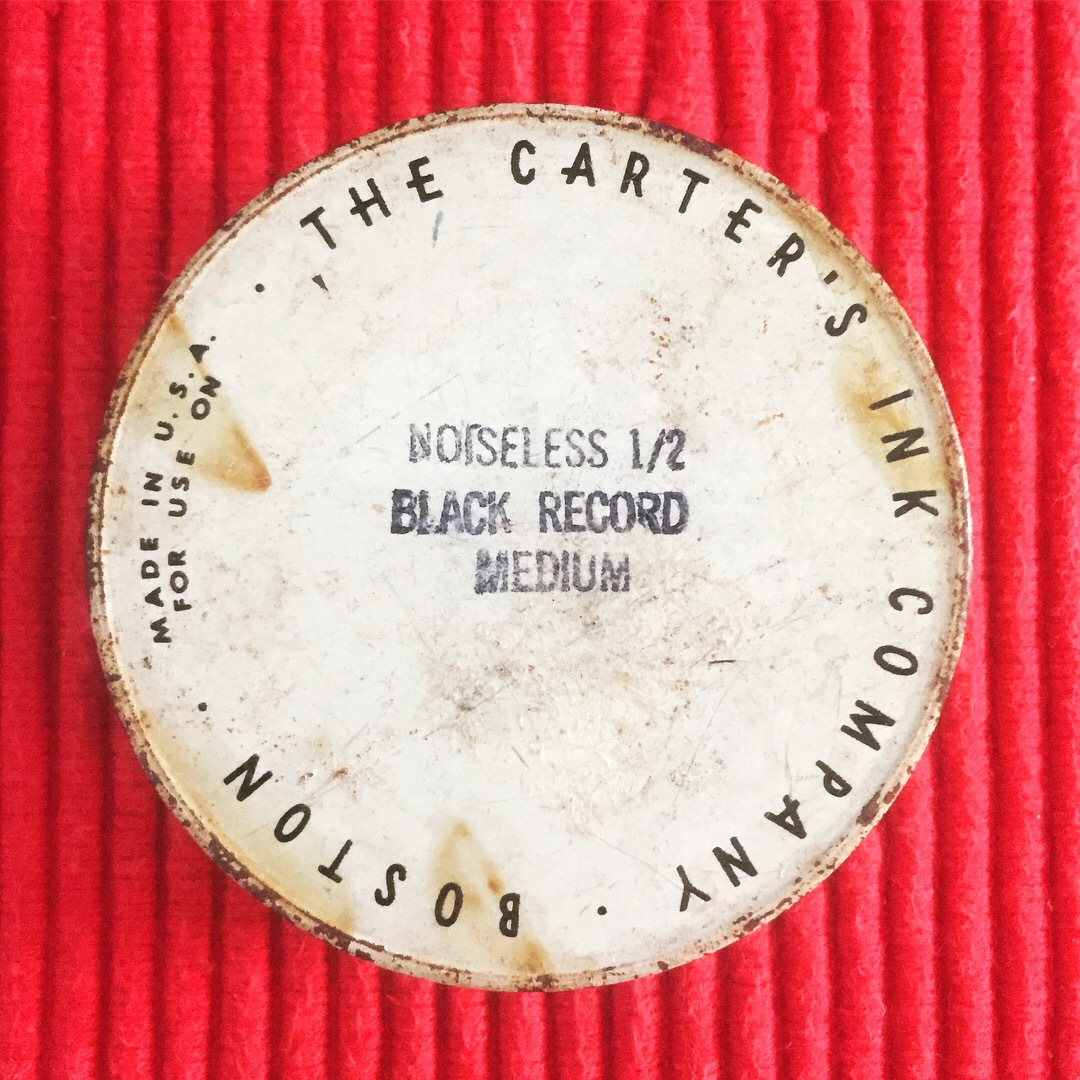 · THE CARTER'S INK COMPANY · BOSTON ·
MADE IN U.S.A.
FOR USE ON
NOISELESS 1/2
BLACK RECORD
MEDIUM